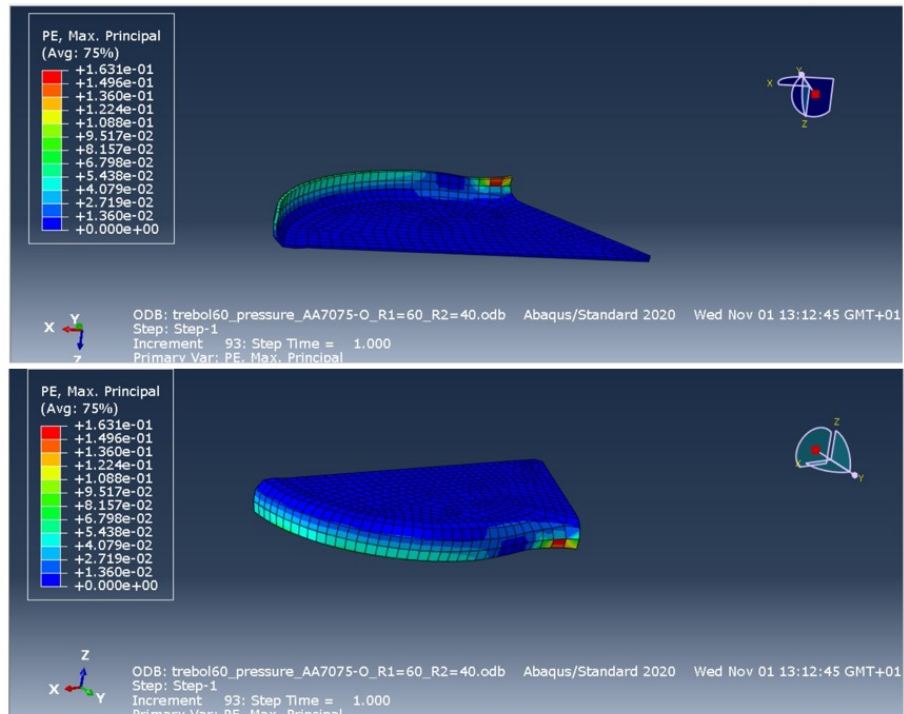 PE, Max. Principal
(Avg: 75%)
+1.631e-01
+1.496e-01
+1.360e-01
+1.224e-01
+1.088e-01
+9.517e-02
+8.157e-02
+6.798e-02
+5.438e-02
+4.079e-02
+2.719e-02
+1.360e-02
+0.000e+00
Y
X
Z
Y
X
Z
ODB: trebol60_pressure_AA7075-O_R1=60_R2=40.odb Abaqus/Standard 2020 Wed Nov 01 13:12:45 GMT+01
Step: Step-1
Increment 93: Step Time = 1.000
Primary Var: PE, Max. Principal
PE, Max. Principal
(Avg: 75%)
+1.631e-01
+1.496e-01
+1.360e-01
+1.224e-01
+1.088e-01
+9.517e-02
+8.157e-02
+6.798e-02
+5.438e-02
+4.079e-02
+2.719e-02
+1.360e-02
+0.000e+00
Z
X
Y
Z
X
Y
ODB: trebol60_pressure_AA7075-O_R1=60_R2=40.odb Abaqus/Standard 2020 Wed Nov 01 13:12:45 GMT+01
Step: Step-1
Increment 93: Step Time = 1.000
Primary Var: PE, Max. Principal